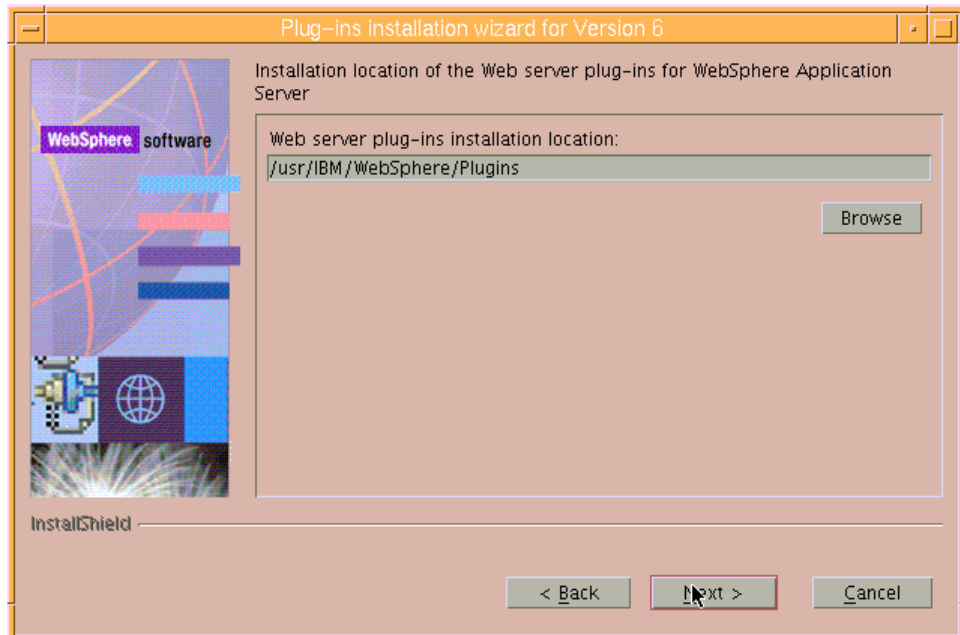 Plug-ins installation wizard for Version 6
Installation location of the Web server plug-ins for WebSphere Application
Server
WebSphere software
Web server plug-ins installation location:
/usr/IBM/WebSphere/Plugins
Browse
InstallShield
< Back
Next >
Cancel